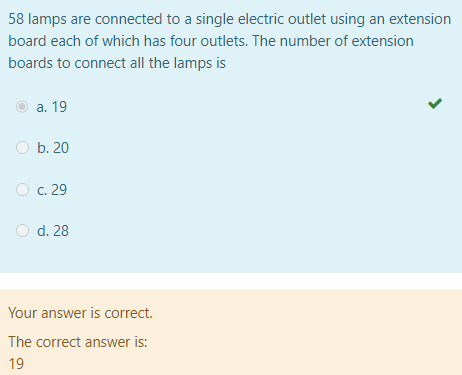 58 lamps are connected to a single electric outlet using an extension
board each of which has four outlets. The number of extension
boards to connect all the lamps is
a. 19
b. 20
c. 29
d. 28
Your answer is correct.
The correct answer is:
19